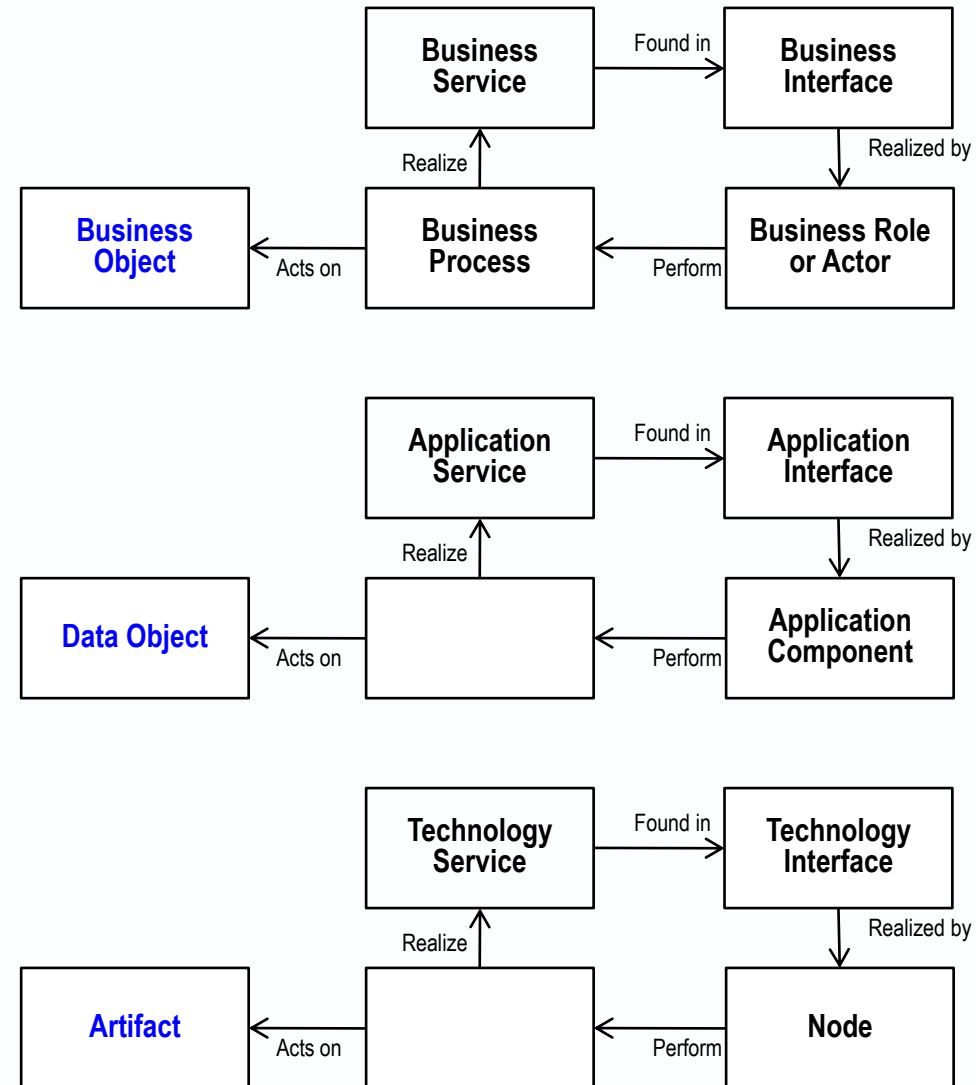 Business
Service
Found in
Business
Interface
Realize
Realized by
Business
Object
Acts on
Business
Process
Perform
Business Role
or Actor
Application
Service
Found in
Application
Interface
Realize
Realized by
Data Object
Acts on
Perform
Application
Component
Technology
Service
Found in
Technology
Interface
Realize
Realized by
Artifact
Acts on
Perform
Node